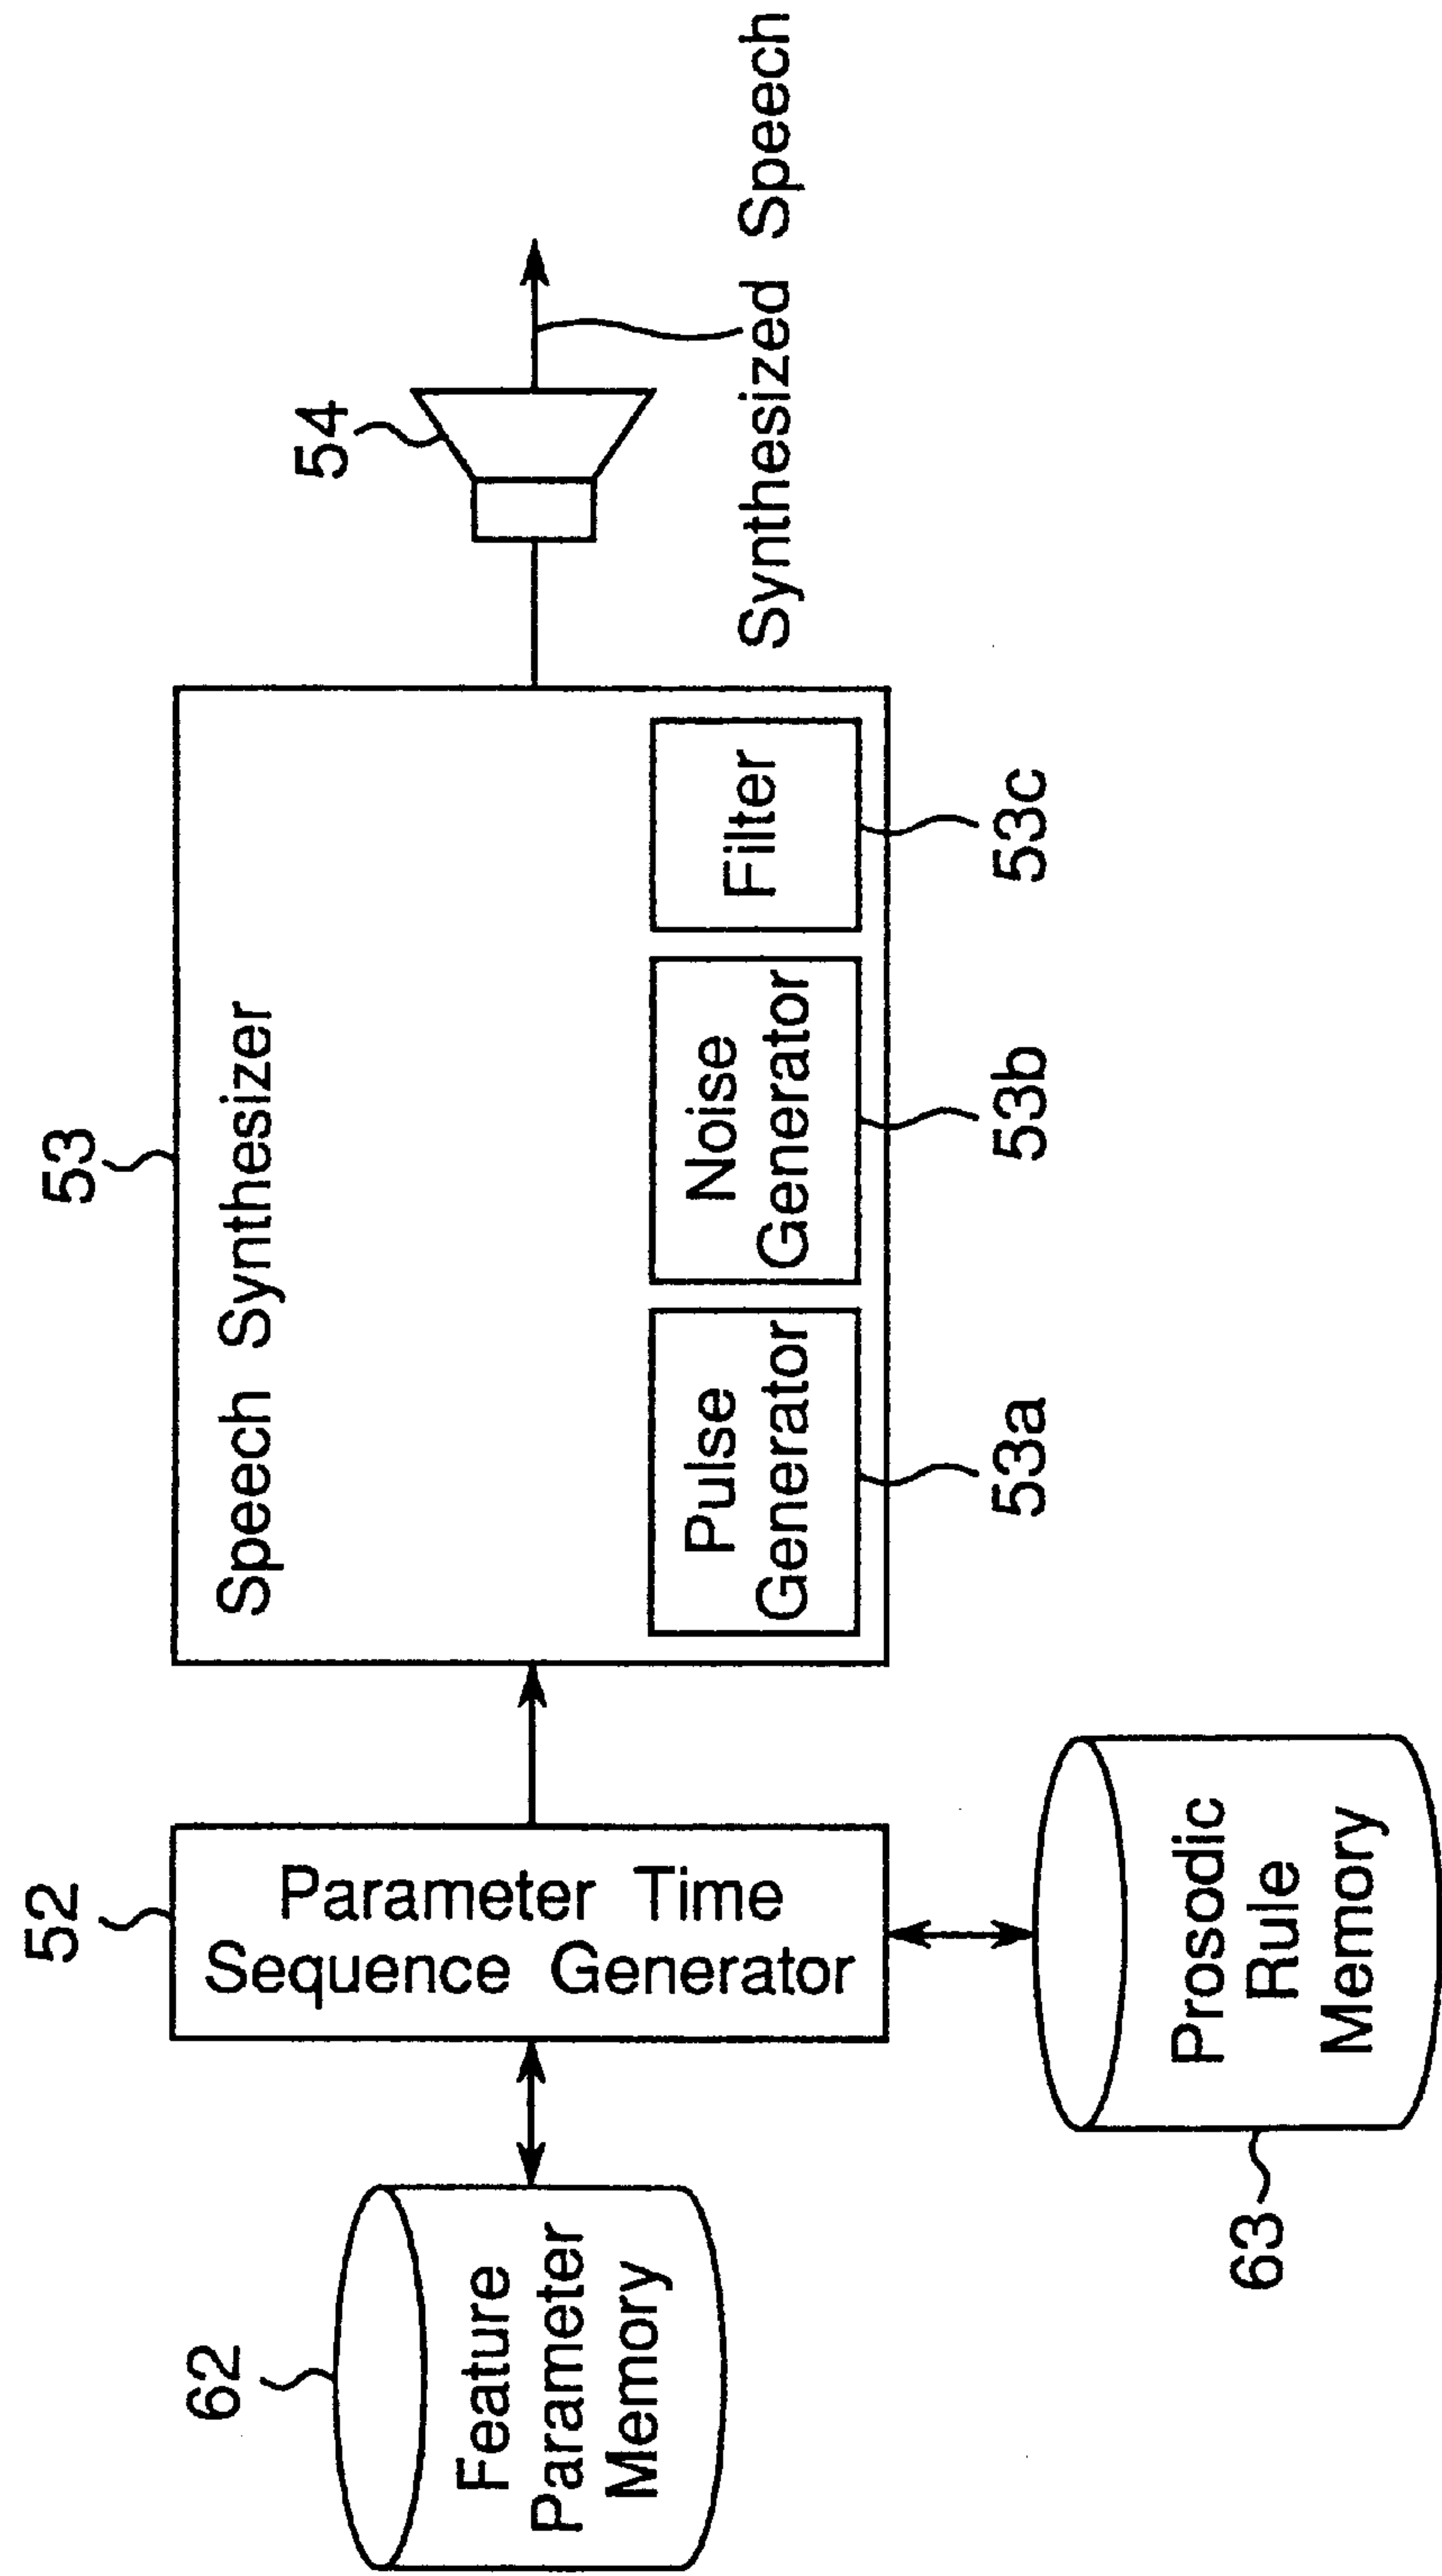 62
Feature
Parameter
Memory
52
Parameter Time
Sequence Generator
63
Prosodic
Rule
Memory
53
Speech Synthesizer
Pulse
Generator
53a
Noise
Generator
53b
Filter
53c
54
Synthesized Speech